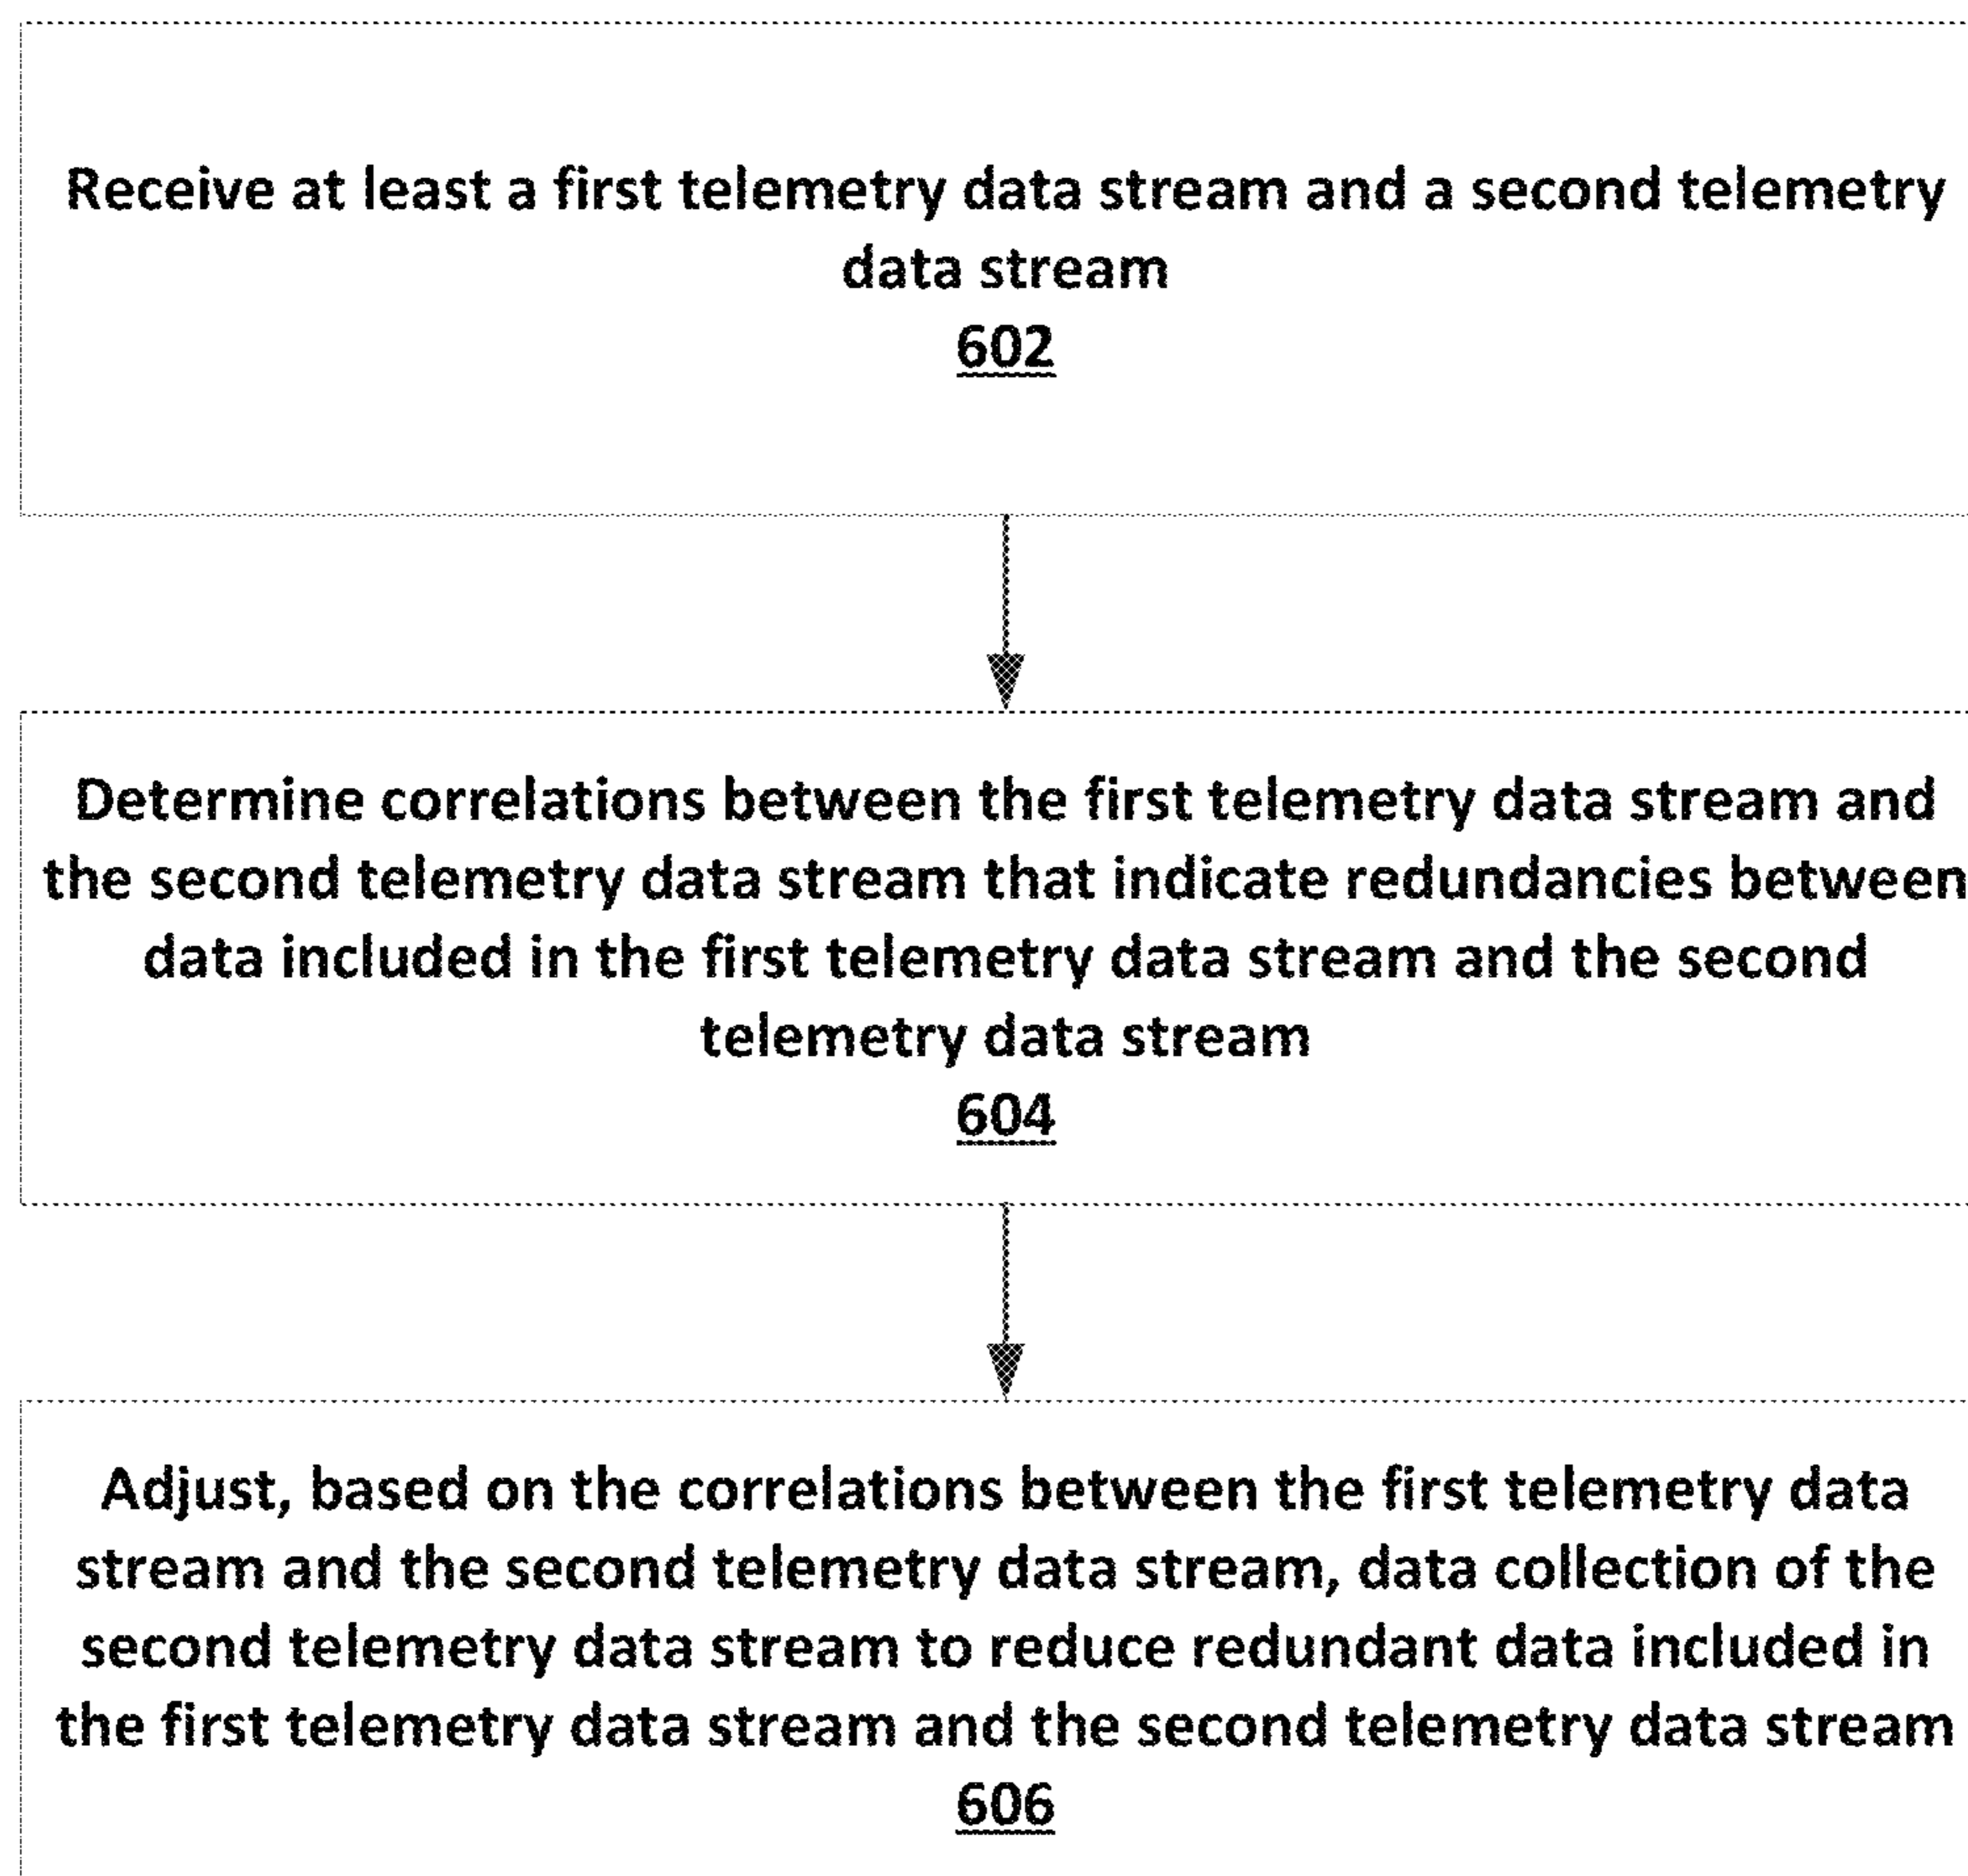 Receive at least a first telemetry data stream and a second telemetry
data stream
602
Determine correlations between the first telemetry data stream and
the second telemetry data stream that indicate redundancies between
data included in the first telemetry data stream and the second
telemetry data stream
604
Adjust, based on the correlations between the first telemetry data
stream and the second telemetry data stream, data collection of the
second telemetry data stream to reduce redundant data included in
the first telemetry data stream and the second telemetry data stream
606